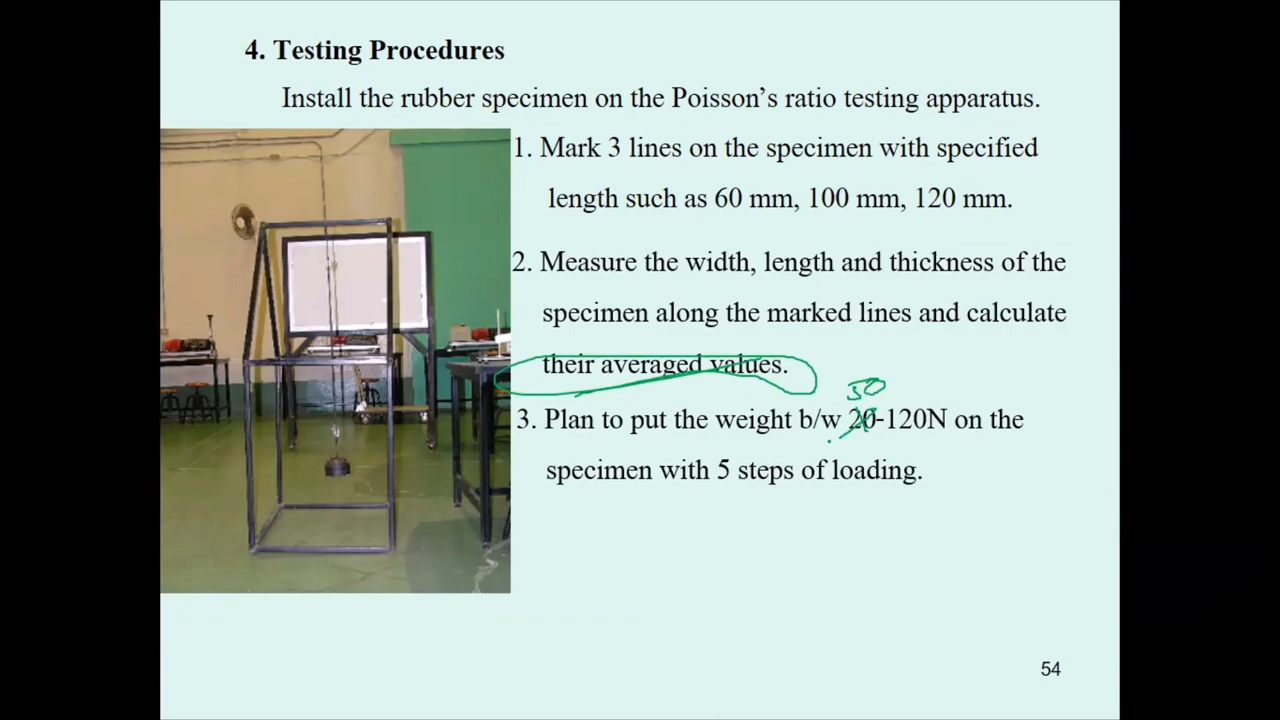 4. Testing Procedures
Install the rubber specimen on the Poisson’s ratio testing apparatus.
1. Mark 3 lines on the specimen with specified
length such as 60 mm, 100 mm, 120 mm.
2. Measure the width, length and thickness of the
specimen along the marked lines and calculate
their averaged values.
50
3. Plan to put the weight b/w 20-120N on the
specimen with 5 steps of loading.
54